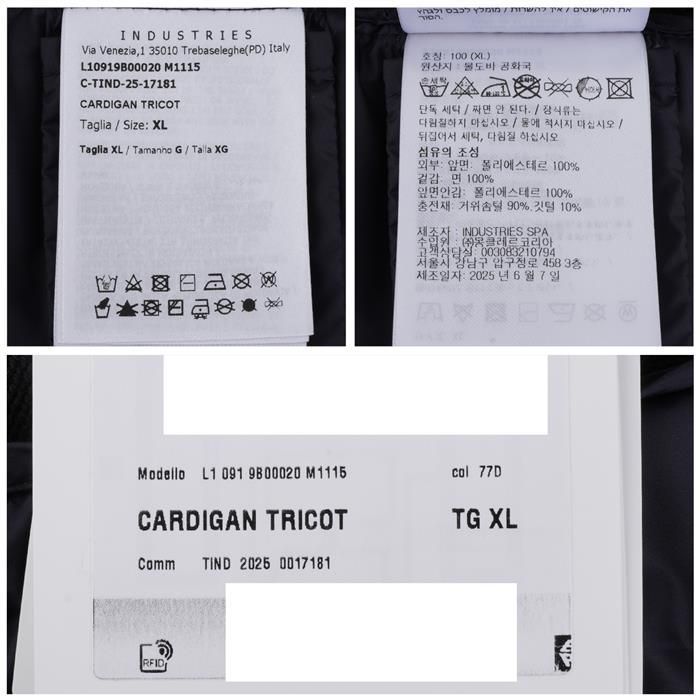 INDUSTRIES
Via Venezia,1 35010 Trebaseleghe(PD) Italy
L10919B00020 M1115
C-TIND-25-17181
CARDIGAN TRICOT
Taglia / Size: XL
Taglia XL / Tamanho G / Talla XG
호칭: 100 (XL)
원산지: 몰도바 공화국
손세탁
단독 세탁 / 짜면 안 된다. / 장식류는
다림질하지 마십시오 / 물에 적시지 마십시오 /
뒤집어서 세탁, 다림질 하십시오
섬유의 조성
외부: 앞면: 폴리에스테르 100%
겉감: 면 100%
앞면안감: 폴리에스테르 100%
충전재: 거위솜털 90%, 깃털 10%
제조자: INDUSTRIES SPA
수입원: ㈜몽클레르코리아
고객상담실 003083210794
서울시 강남구 압구정로 458 3층
제조일자: 2025 년 6 월 7 일
Modello L1 091 9B00020 M1115 col 77D
CARDIGAN TRICOT TG XL
Comm TIND 2025 0017181
RFID